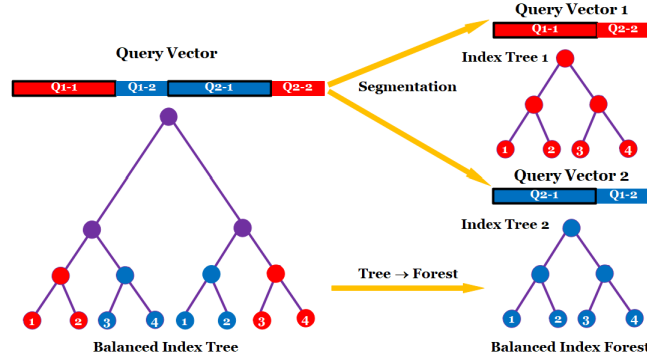 Query Vector
Q1-1 Q1-2 Q2-1 Q2-2
Segmentation
Query Vector 1
Q1-1 Q2-2
Index Tree 1
1 2 3 4
Query Vector 2
Q2-1 Q1-2
Index Tree 2
1 2 3 4
Balanced Index Forest
Tree → Forest
1 2 3 4 1 2 3 4
Balanced Index Tree